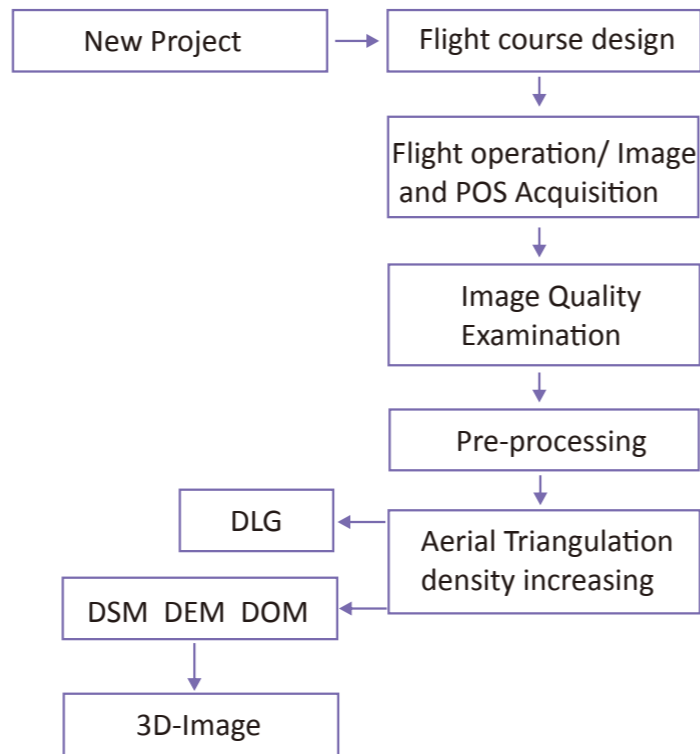 New Project
Flight course design
Flight operation/ Image
and POS Acquisition
Image Quality
Examination
Pre-processing
Aerial Triangulation
density increasing
DLG
DSM DEM DOM
3D-Image